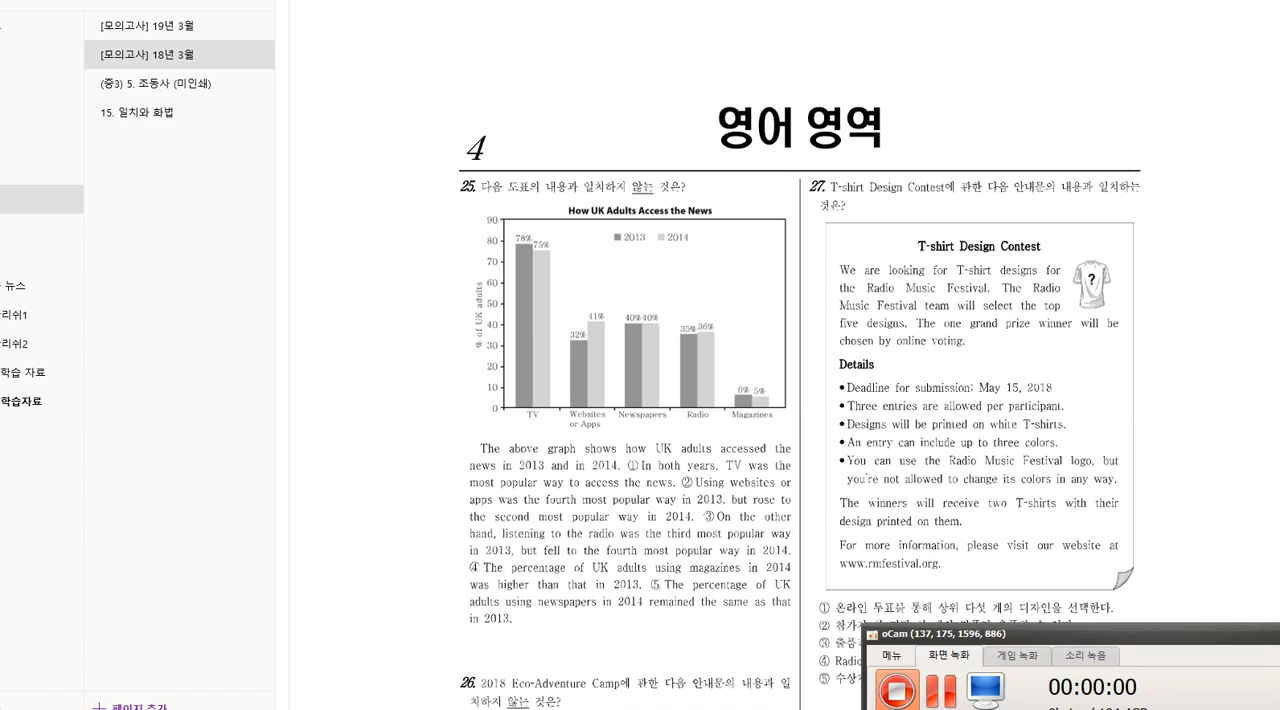 [모의고사] 19년 3월
[모의고사] 18년 3월
(중3) 5. 조동사 (미인쇄)
15. 일치와 화법
뉴스
리쉬1
리쉬2
학습 자료
학습자료
페이지 추가
영어 영역
4
25. 다음 도표의 내용과 일치하지 않는 것은?
How UK Adults Access the News
% of UK adults
90
80
70
60
50
40
30
20
10
0
2013 2014
78% 75%
32% 41%
40% 40%
35% 36%
6% 5%
TV
Websites
or Apps
Newspapers
Radio
Magazines
The above graph shows how UK adults accessed the
news in 2013 and in 2014. ①In both years, TV was the
most popular way to access the news. ②Using websites or
apps was the fourth most popular way in 2013, but rose to
the second most popular way in 2014. ③On the other
hand, listening to the radio was the third most popular way
in 2013, but fell to the fourth most popular way in 2014.
④The percentage of UK adults using magazines in 2014
was higher than that in 2013. ⑤The percentage of UK
adults using newspapers in 2014 remained the same as that
in 2013.
26. 2018 Eco-Adventure Camp에 관한 다음 안내문의 내용과 일
치하지 않는 것은?
27. T-shirt Design Contest에 관한 다음 안내문의 내용과 일치하는
것은?
T-shirt Design Contest
We are looking for T-shirt designs for
the Radio Music Festival. The Radio
Music Festival team will select the top
five designs. The one grand prize winner will be
chosen by online voting.
?
Details
•Deadline for submission: May 15, 2018
•Three entries are allowed per participant.
•Designs will be printed on white T-shirts.
•An entry can include up to three colors.
•You can use the Radio Music Festival logo, but
you're not allowed to change its colors in any way.
The winners will receive two T-shirts with their
design printed on them.
For more information, please visit our website at
www.rmfestival.org.
① 온라인 투표를 통해 상위 다섯 개의 디자인을 선택한다.
②
③
④ Radio
⑤
oCam (137, 175, 1596, 886)
메뉴 화면 녹화 게임 녹화 소리 녹음
00:00:00